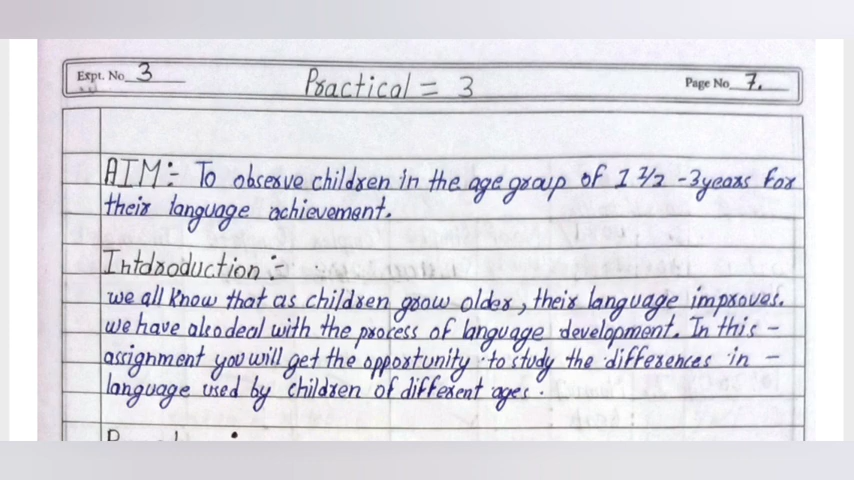 Expt. No 3
Practical = 3
Page No 7.
AIM:- To observe children in the age group of 1 1/2 - 3 years for
their language achievement.
Intdroduction :-
we all know that as children grow older, their language improves.
we have also deal with the process of language development. In this -
assignment you will get the opportunity to study the differences in -
language used by children of different ages.